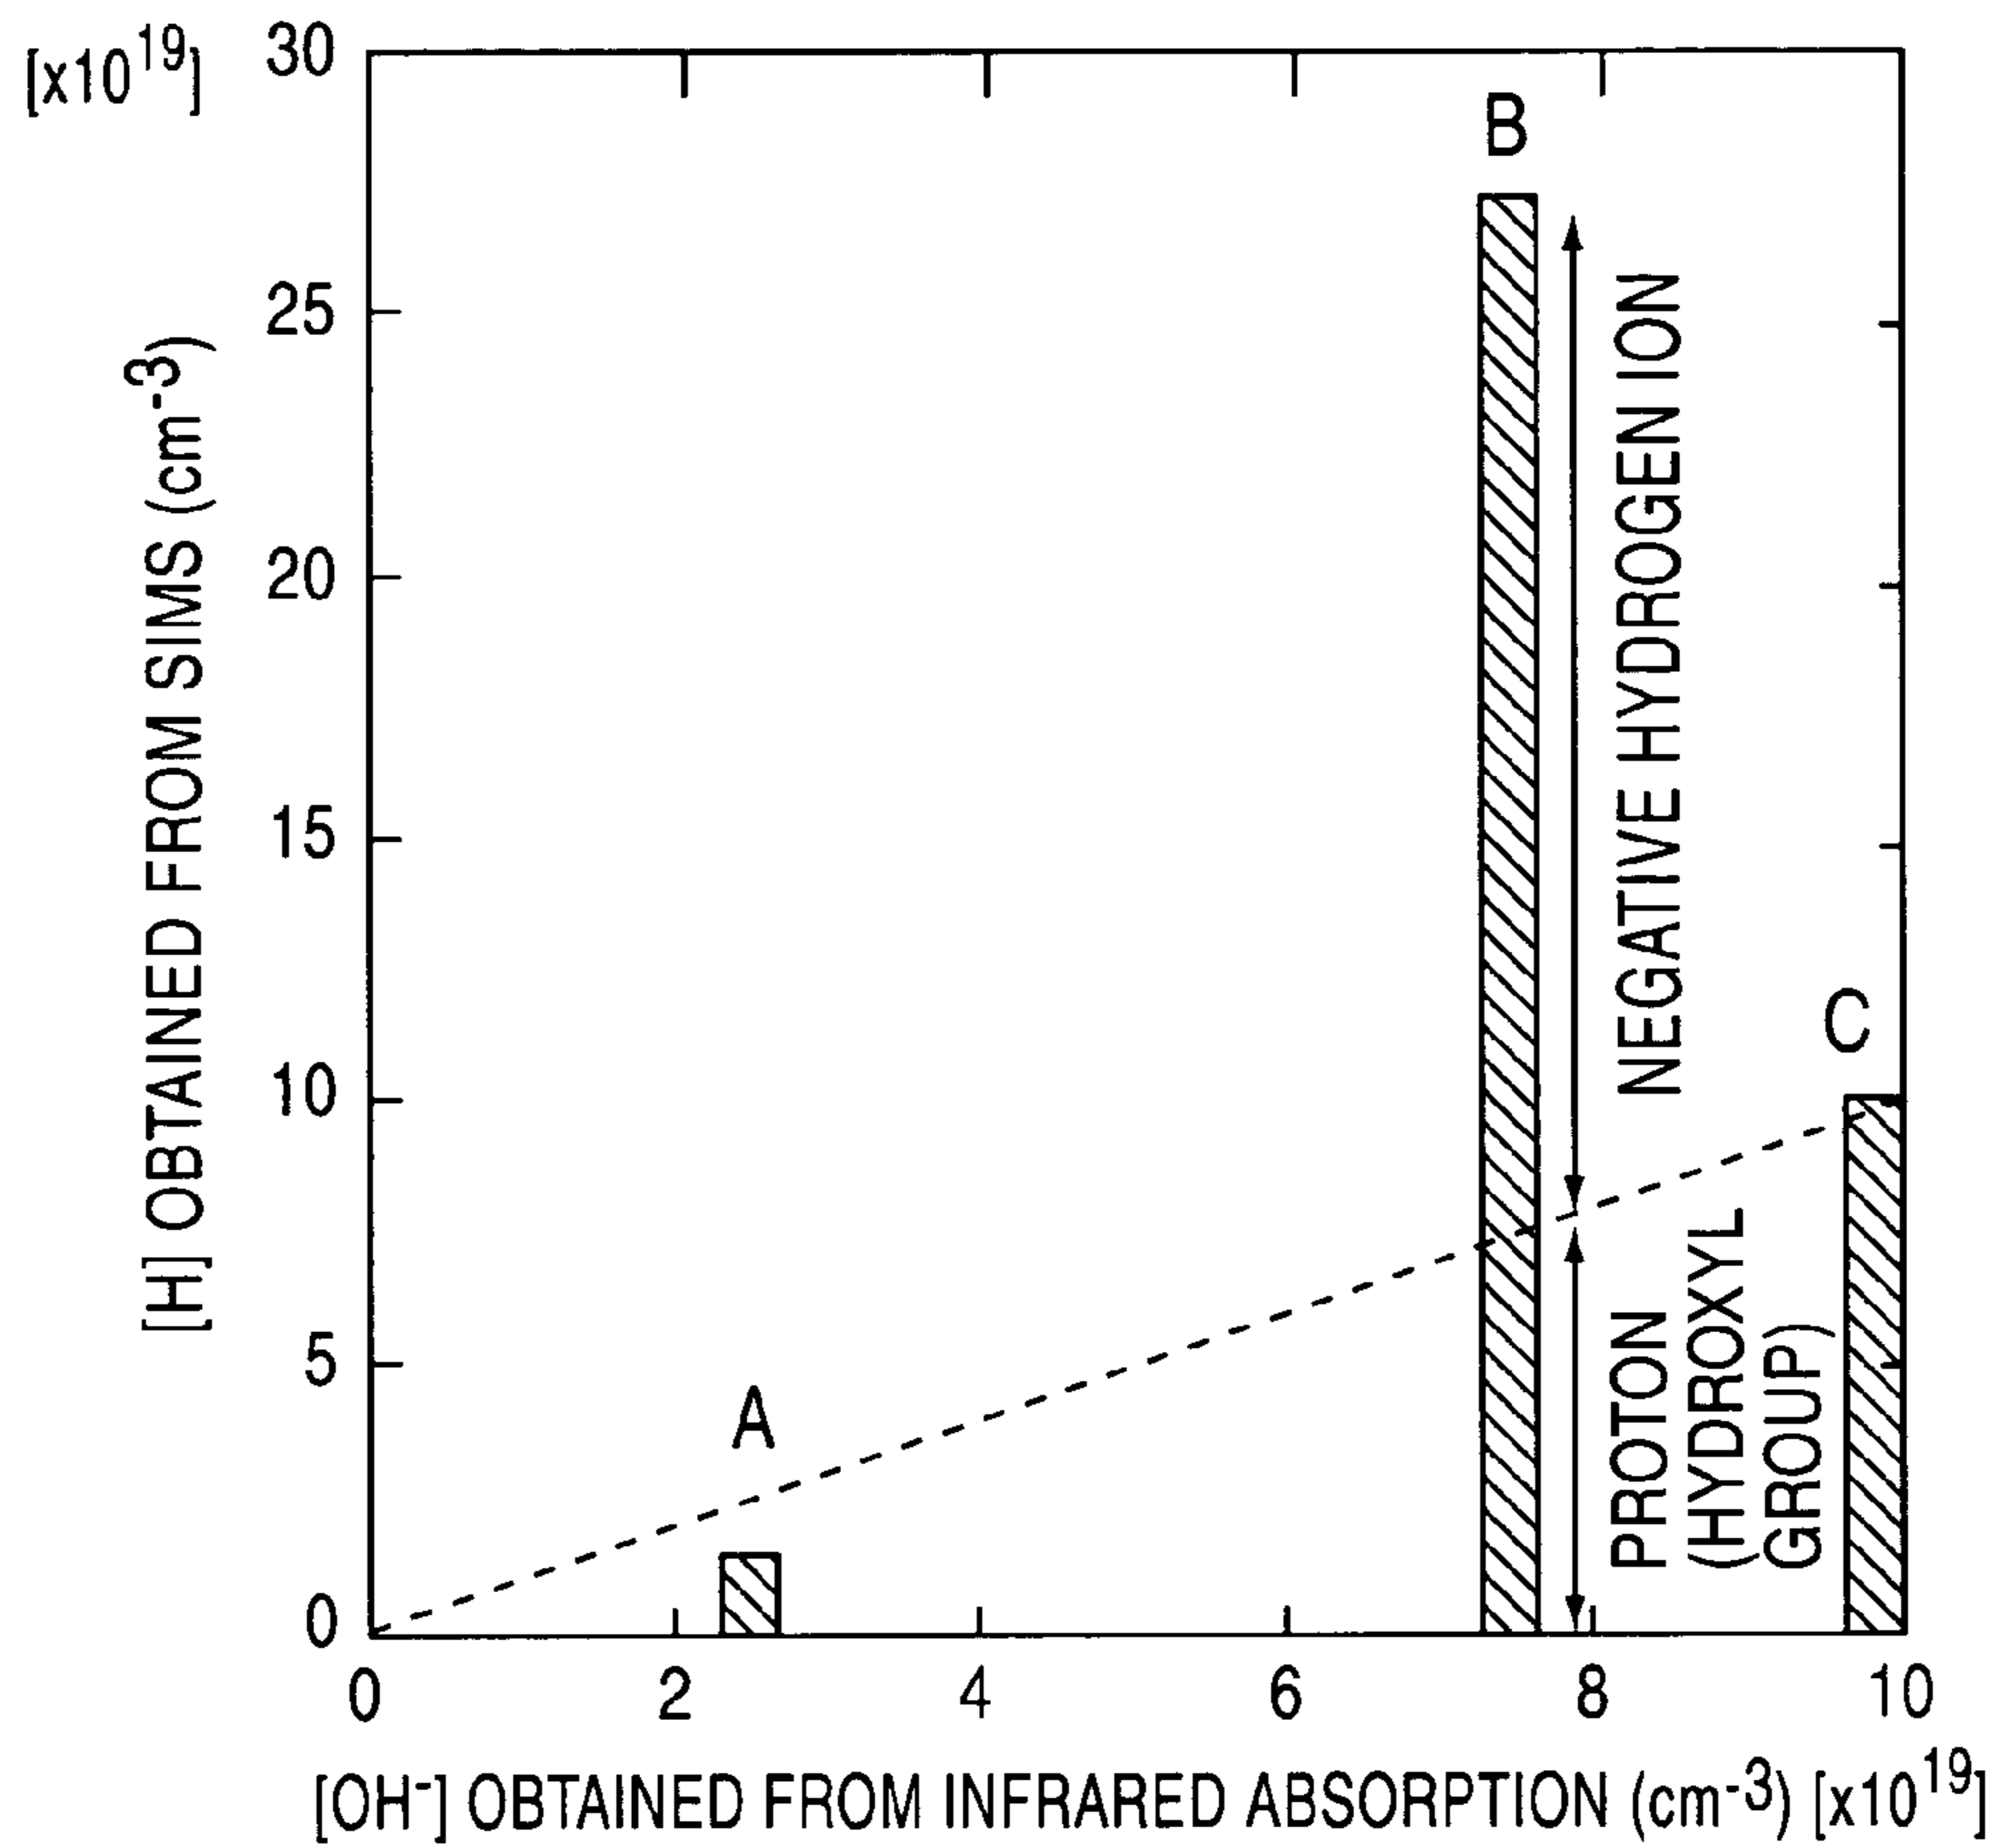 [x10^19]
30
25
20
15
10
5
0
[H] OBTAINED FROM SIMS (cm^-3)
A
B
C
NEGATIVE HYDROGEN ION
PROTON
(HYDROXYL
GROUP)
0 2 4 6 8 10
[OH^-] OBTAINED FROM INFRARED ABSORPTION (cm^-3) [x10^19]